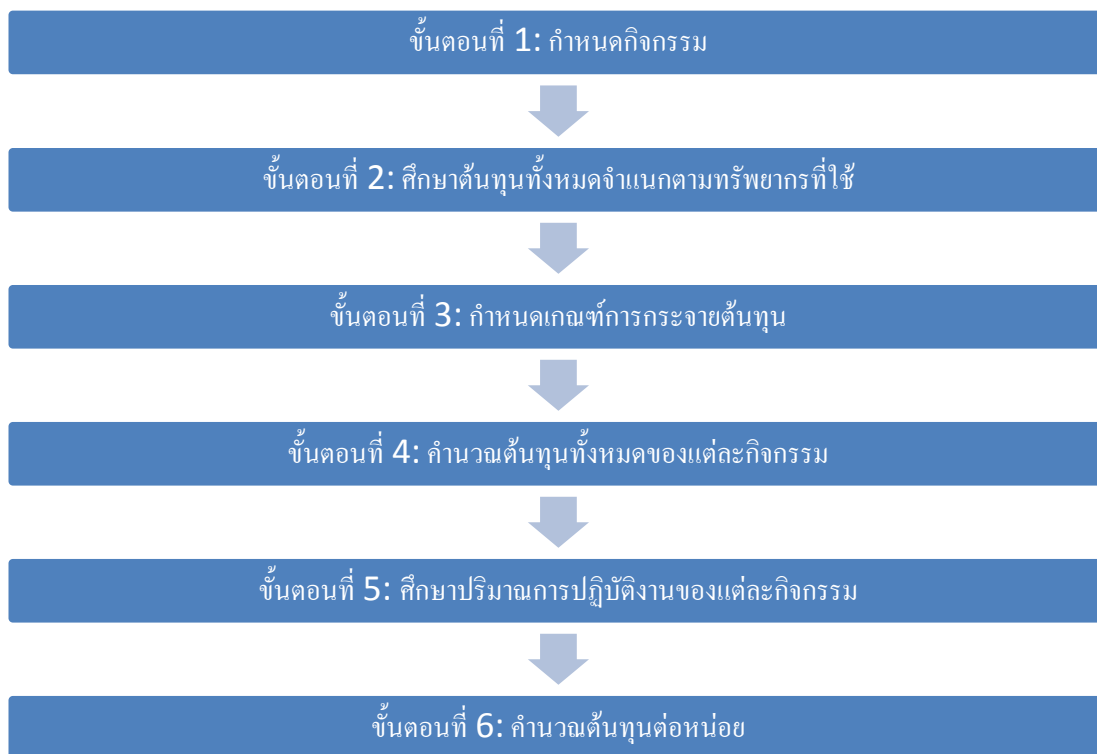 ขั้นตอนที่ 1: กำหนดกิจกรรม
ขั้นตอนที่ 2: ศึกษาต้นทุนทั้งหมดจำแนกตามทรัพยากรที่ใช้
ขั้นตอนที่ 3: กำหนดเกณฑ์การกระจายต้นทุน
ขั้นตอนที่ 4: คำนวณต้นทุนทั้งหมดของแต่ละกิจกรรม
ขั้นตอนที่ 5: ศึกษาปริมาณการปฏิบัติงานของแต่ละกิจกรรม
ขั้นตอนที่ 6: คำนวณต้นทุนต่อหน่อย